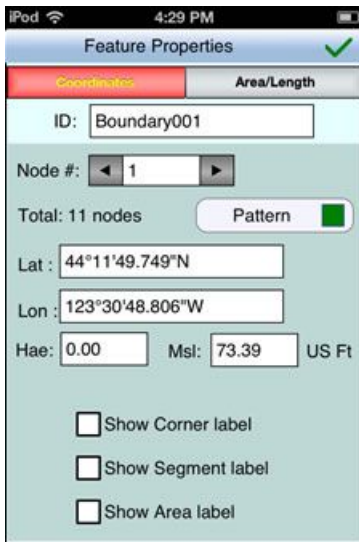 iPod 4:29 PM
Feature Properties
Coordinates Area/Length
ID: Boundary001
Node #: 1
Total: 11 nodes Pattern
Lat : 44°11'49.749"N
Lon : 123°30'48.806"W
Hae: 0.00 Msl: 73.39 US Ft
Show Corner label
Show Segment label
Show Area label